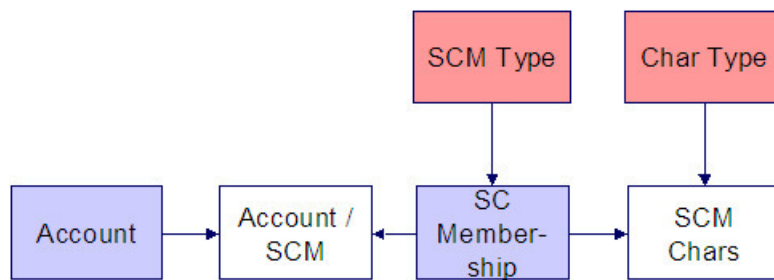 SCM Type
Char Type
Account
Account /
SCM
SC
Member-
ship
SCM
Chars